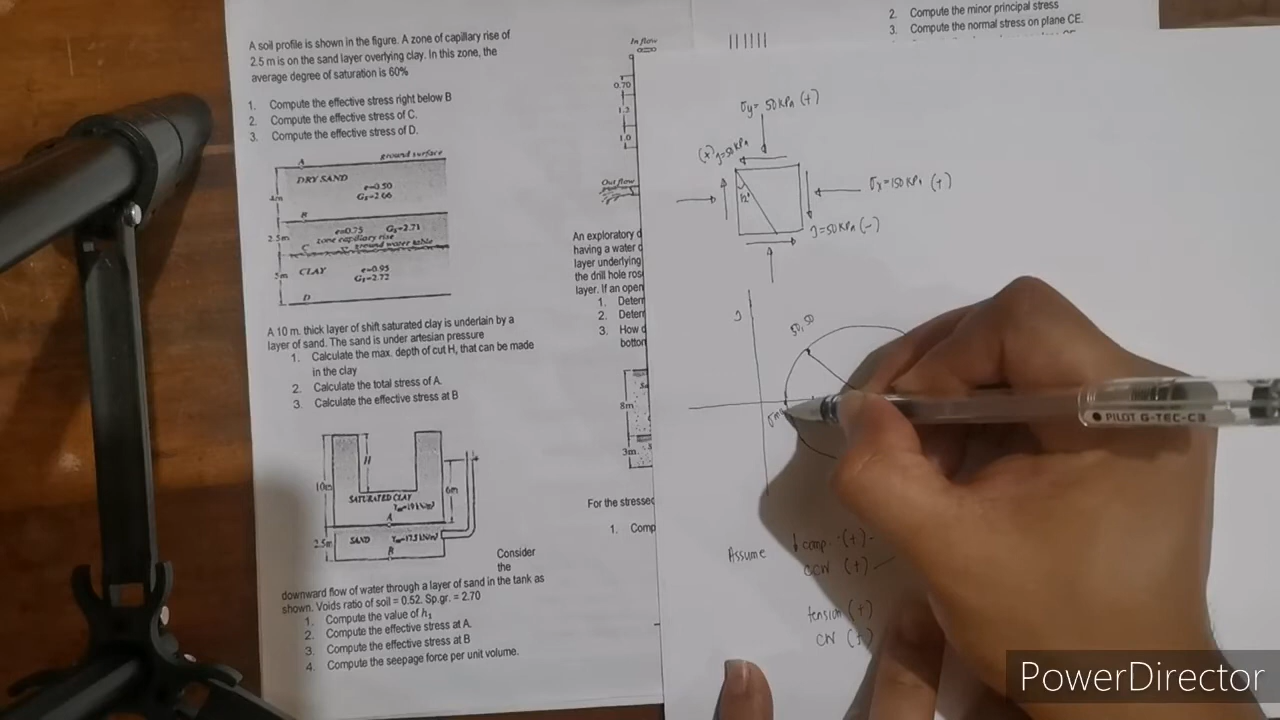 A soil profile is shown in the figure. A zone of capillary rise of
2.5 m is on the sand layer overlying clay. In this zone, the
average degree of saturation is 60%
1. Compute the effective stress right below B
2. Compute the effective stress of C.
3. Compute the effective stress of D.
A
ground surface
DRY SAND
e=0.50
Gs=2.66
4m
B
e=0.75 Gs=2.71
2.5m
zone capillary rise
C ground water table
CLAY
e=0.95
Gs=2.72
5m
D
A 10 m. thick layer of shift saturated clay is underlain by a
layer of sand. The sand is under artesian pressure
1. Calculate the max. depth of cut H, that can be made
in the clay
2. Calculate the total stress of A.
3. Calculate the effective stress at B
H
10m
6m
SATURATED CLAY
A
2.5m
SAND
B
Consider
the
downward flow of water through a layer of sand in the tank as
shown. Voids ratio of soil = 0.52. Sp.gr. = 2.70
1. Compute the value of h₁
2. Compute the effective stress at A.
3. Compute the effective stress at B
4. Compute the seepage force per unit volume.
In flow
0.70
1.0
Out flow
An exploratory d
having a water
layer underlying
the drill hole ros
layer. If an open
1. Deter
2. Deter
3. How
botto
8m
3m.
For the stresse
1. Comp
2. Compute the minor principal stress
3. Compute the normal stress on plane CE.
σy = 50 KPa (+)
σx = 150 KPa (+)
50 KPa (-)
50, 50
Assume
comp. (+)
CCW (+)
tension (+)
CW (+)
PILOT G-TEC-C3
PowerDirector